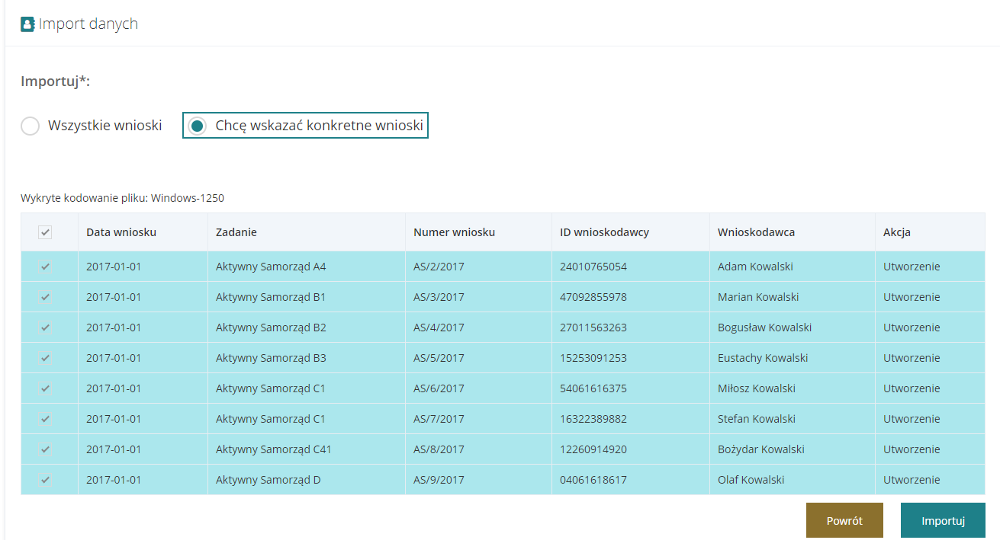 Import danych
Importuj*:
Wszystkie wnioski Chcę wskazać konkretne wnioski
Wykryte kodowanie pliku: Windows-1250
Data wniosku Zadanie Numer wniosku ID wnioskodawcy Wnioskodawca Akcja
2017-01-01 Aktywny Samorząd A4 AS/2/2017 24010765054 Adam Kowalski Utworzenie
2017-01-01 Aktywny Samorząd B1 AS/3/2017 47092855978 Marian Kowalski Utworzenie
2017-01-01 Aktywny Samorząd B2 AS/4/2017 27011563263 Bogusław Kowalski Utworzenie
2017-01-01 Aktywny Samorząd B3 AS/5/2017 15253091253 Eustachy Kowalski Utworzenie
2017-01-01 Aktywny Samorząd C1 AS/6/2017 54061616375 Miłosz Kowalski Utworzenie
2017-01-01 Aktywny Samorząd C1 AS/7/2017 16322389882 Stefan Kowalski Utworzenie
2017-01-01 Aktywny Samorząd C41 AS/8/2017 12260914920 Bożydar Kowalski Utworzenie
2017-01-01 Aktywny Samorząd D AS/9/2017 04061618617 Olaf Kowalski Utworzenie
Powrót Importuj